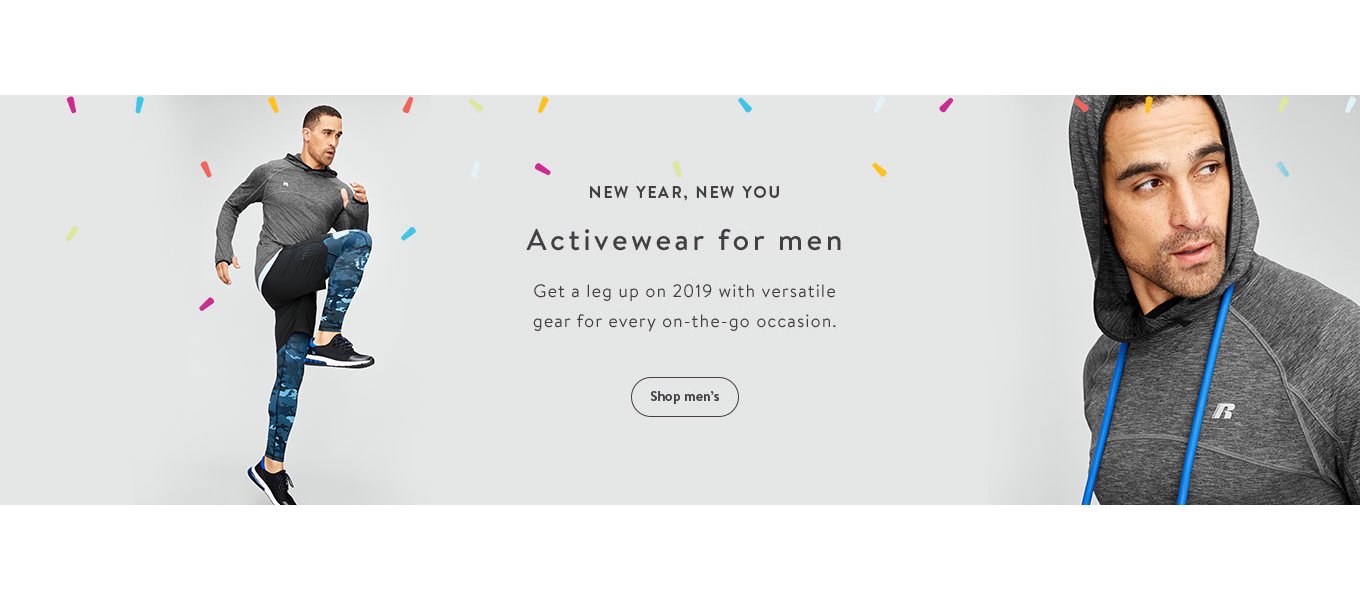 NEW YEAR, NEW YOU
Activewear for men
Get a leg up on 2019 with versatile
gear for every on-the-go occasion.
Shop men's
R
R